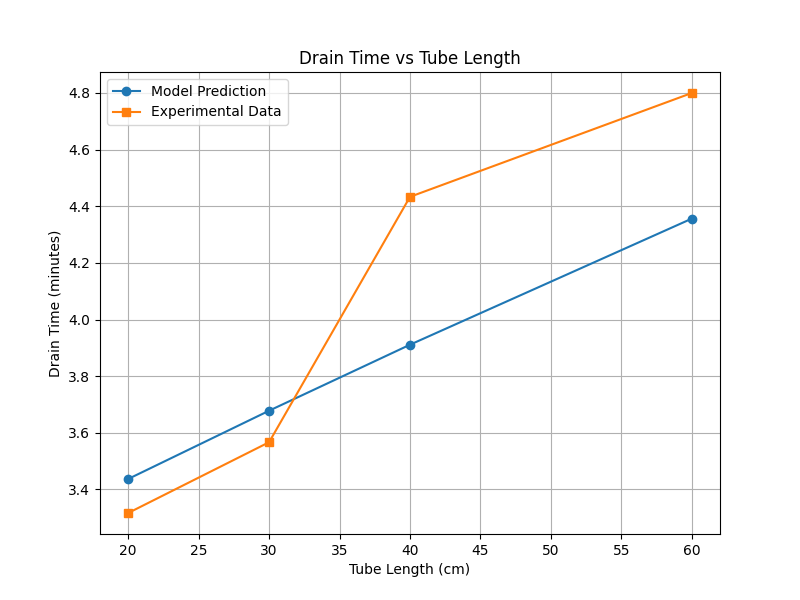 Drain Time vs Tube Length
Model Prediction
Experimental Data
4.8
4.6
4.4
4.2
4.0
3.8
3.6
3.4
Drain Time (minutes)
20 25 30 35 40 45 50 55 60
Tube Length (cm)